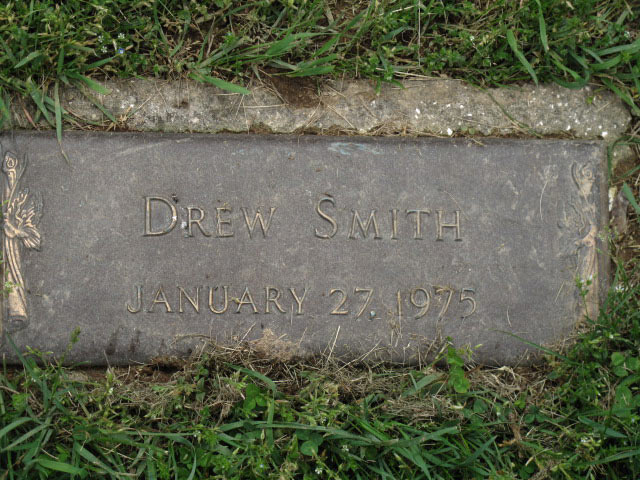 Drew Smith
January 27, 1975